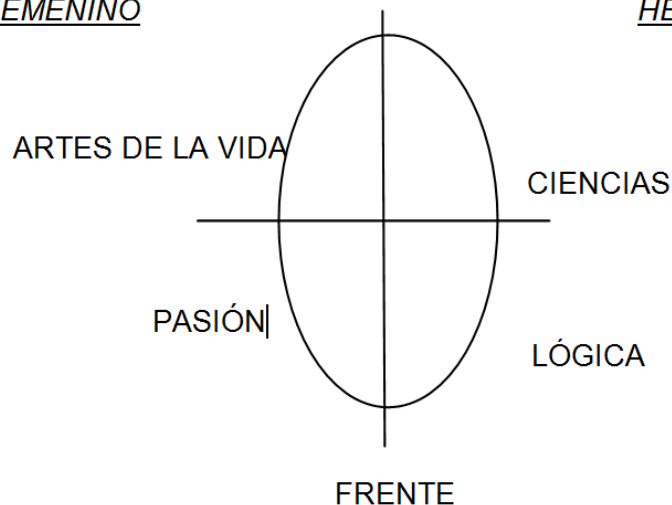 EMENINO
HE
ARTES DE LA VIDA
CIENCIAS
PASIÓN
LÓGICA
FRENTE